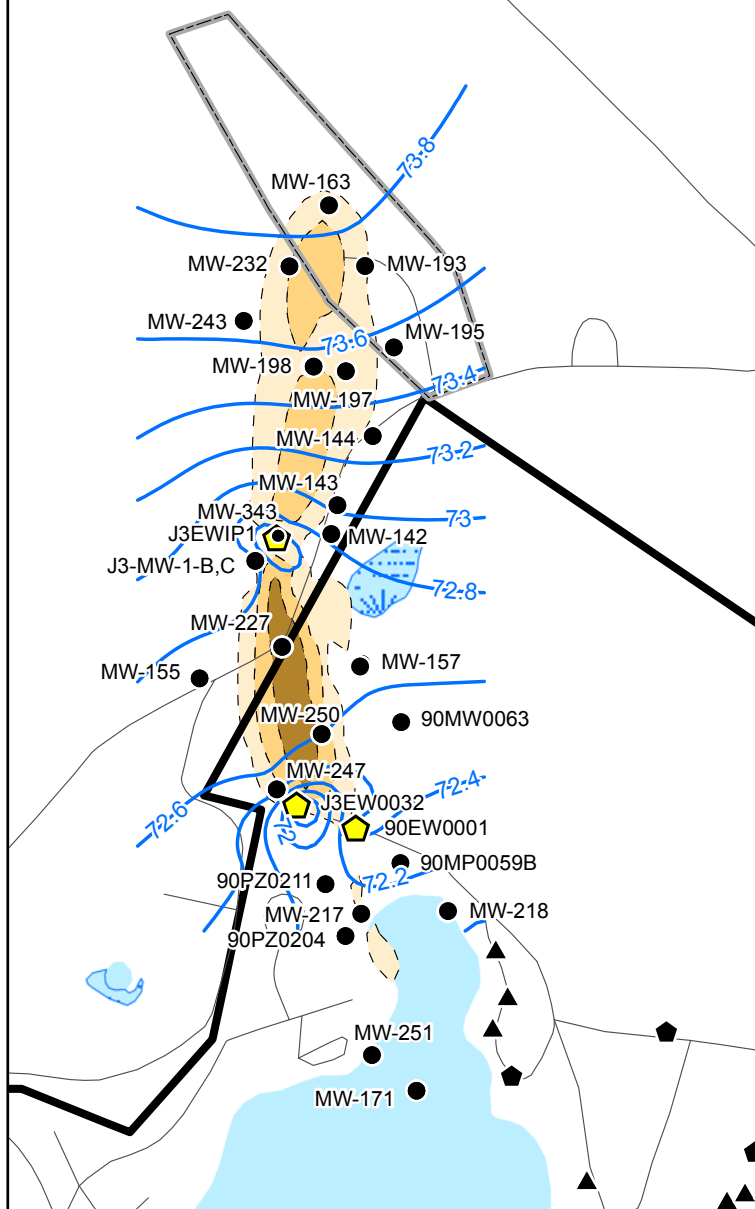 73.8
MW-163
MW-232
MW-193
MW-243
MW-195
73.6
MW-198
73.4
MW-197
MW-144
73.2
MW-143
MW-343
73
J3EWIP1
MW-142
J3-MW-1-B,C
72.8
MW-227
MW-155
MW-157
MW-250
90MW0063
MW-247
72.4
J3EW0032
72.6
72
90EW0001
90MP0059B
90PZ0211
72.2
MW-217
MW-218
90PZ0204
MW-251
MW-171